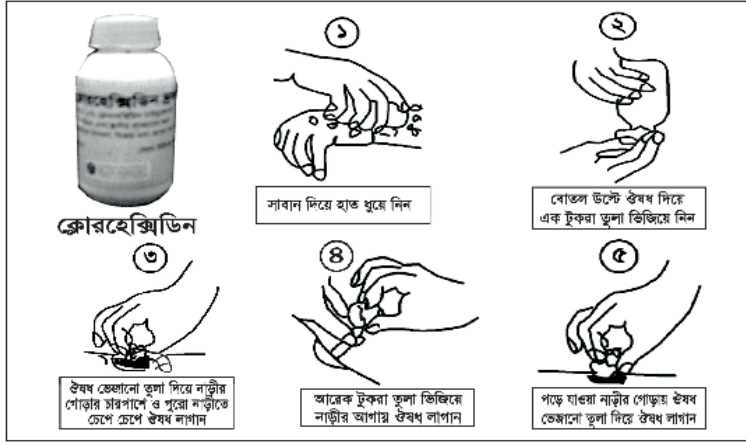 ক্লোরহেক্সিডিন
ক্লোরহেক্সিডিন
১
সাবান দিয়ে হাত ধুয়ে নিন
২
বোতল উল্টে ঔষধ দিয়ে
এক টুকরা তুলা ভিজিয়ে নিন
৩
ঔষধ ভেজানো তুলা দিয়ে নাড়ীর
গোড়ার চারপাশে ও পুরো নাড়ীতে
চেপে চেপে ঔষধ লাগান
৪
আরেক টুকরা তুলা ভিজিয়ে
নাড়ীর আগায় ঔষধ লাগান
৫
পড়ে যাওয়া নাড়ীর গোড়ায় ঔষধ
ভেজানো তুলা দিয়ে ঔষধ লাগান